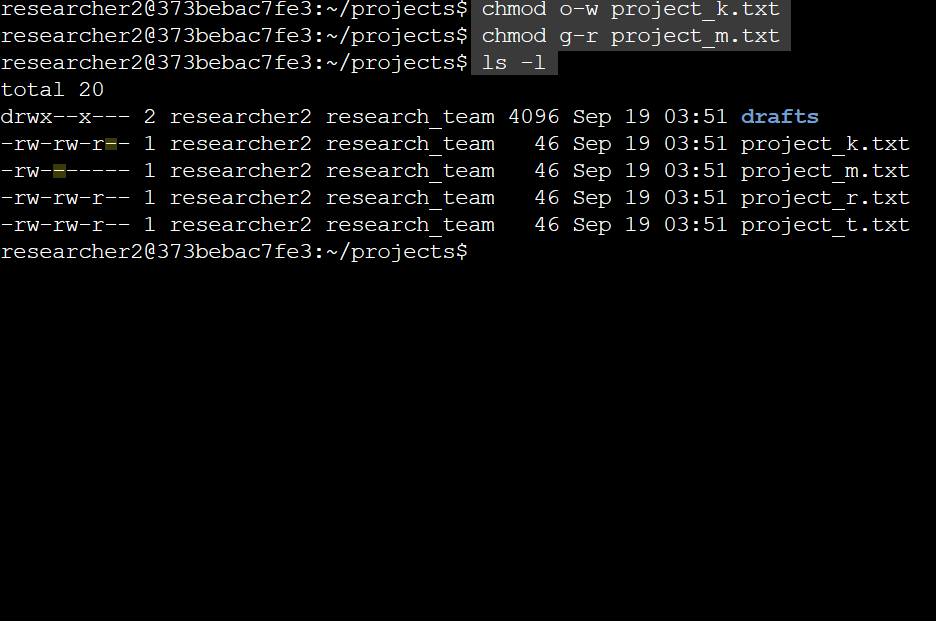 researcher2@373bebac7fe3:~/projects$ chmod o-w project_k.txt
researcher2@373bebac7fe3:~/projects$ chmod g-r project_m.txt
researcher2@373bebac7fe3:~/projects$ ls -l
total 20
drwx--x--- 2 researcher2 research_team 4096 Sep 19 03:51 drafts
-rw-rw-r-- 1 researcher2 research_team   46 Sep 19 03:51 project_k.txt
-rw------- 1 researcher2 research_team   46 Sep 19 03:51 project_m.txt
-rw-rw-r-- 1 researcher2 research_team   46 Sep 19 03:51 project_r.txt
-rw-rw-r-- 1 researcher2 research_team   46 Sep 19 03:51 project_t.txt
researcher2@373bebac7fe3:~/projects$